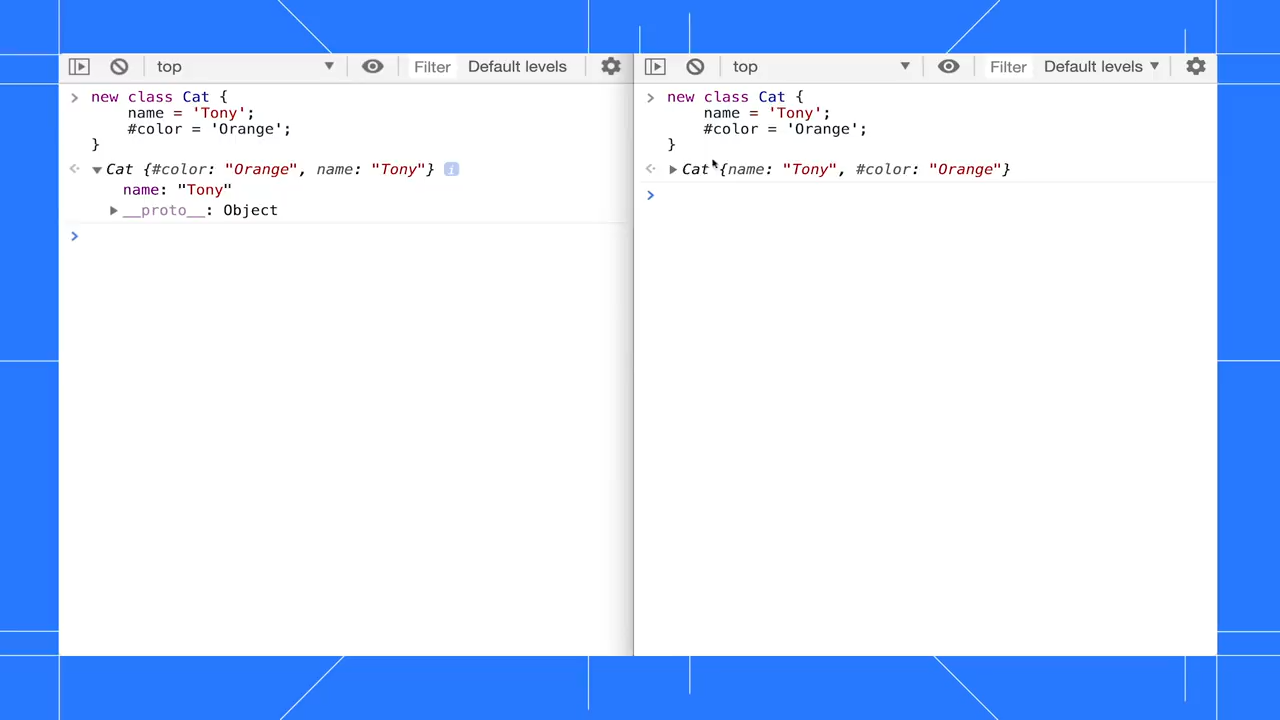 top Filter Default levels
> new class Cat {
name = 'Tony';
#color = 'Orange';
}
Cat {#color: "Orange", name: "Tony"} i
name: "Tony"
__proto__: Object
>
top Filter Default levels
> new class Cat {
name = 'Tony';
#color = 'Orange';
}
Cat {name: "Tony", #color: "Orange"}
>